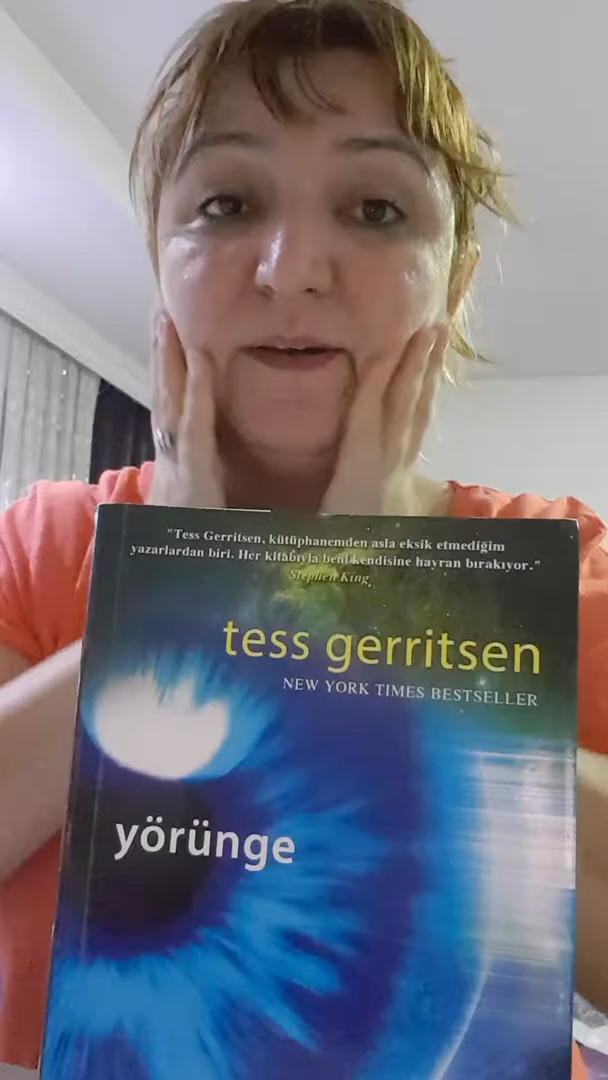 "Tess Gerritsen, kütüphanemden asla eksik etmediğim
yazarlardan biri. Her kitabıyla beni kendisine hayran bırakıyor."
Stephen King
tess gerritsen
NEW YORK TIMES BESTSELLER
yörünge